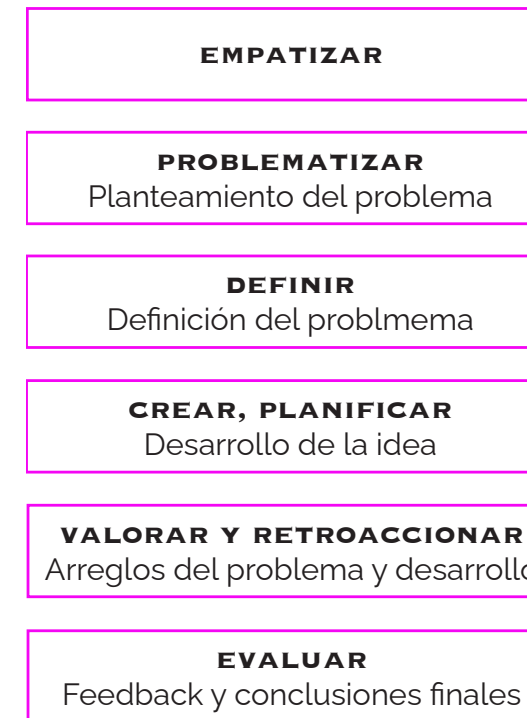 EMPATIZAR
PROBLEMATIZAR
Planteamiento del problema
DEFINIR
Definición del problmema
CREAR, PLANIFICAR
Desarrollo de la idea
VALORAR Y RETROACCIONAR
Arreglos del problema y desarrollo
EVALUAR
Feedback y conclusiones finales